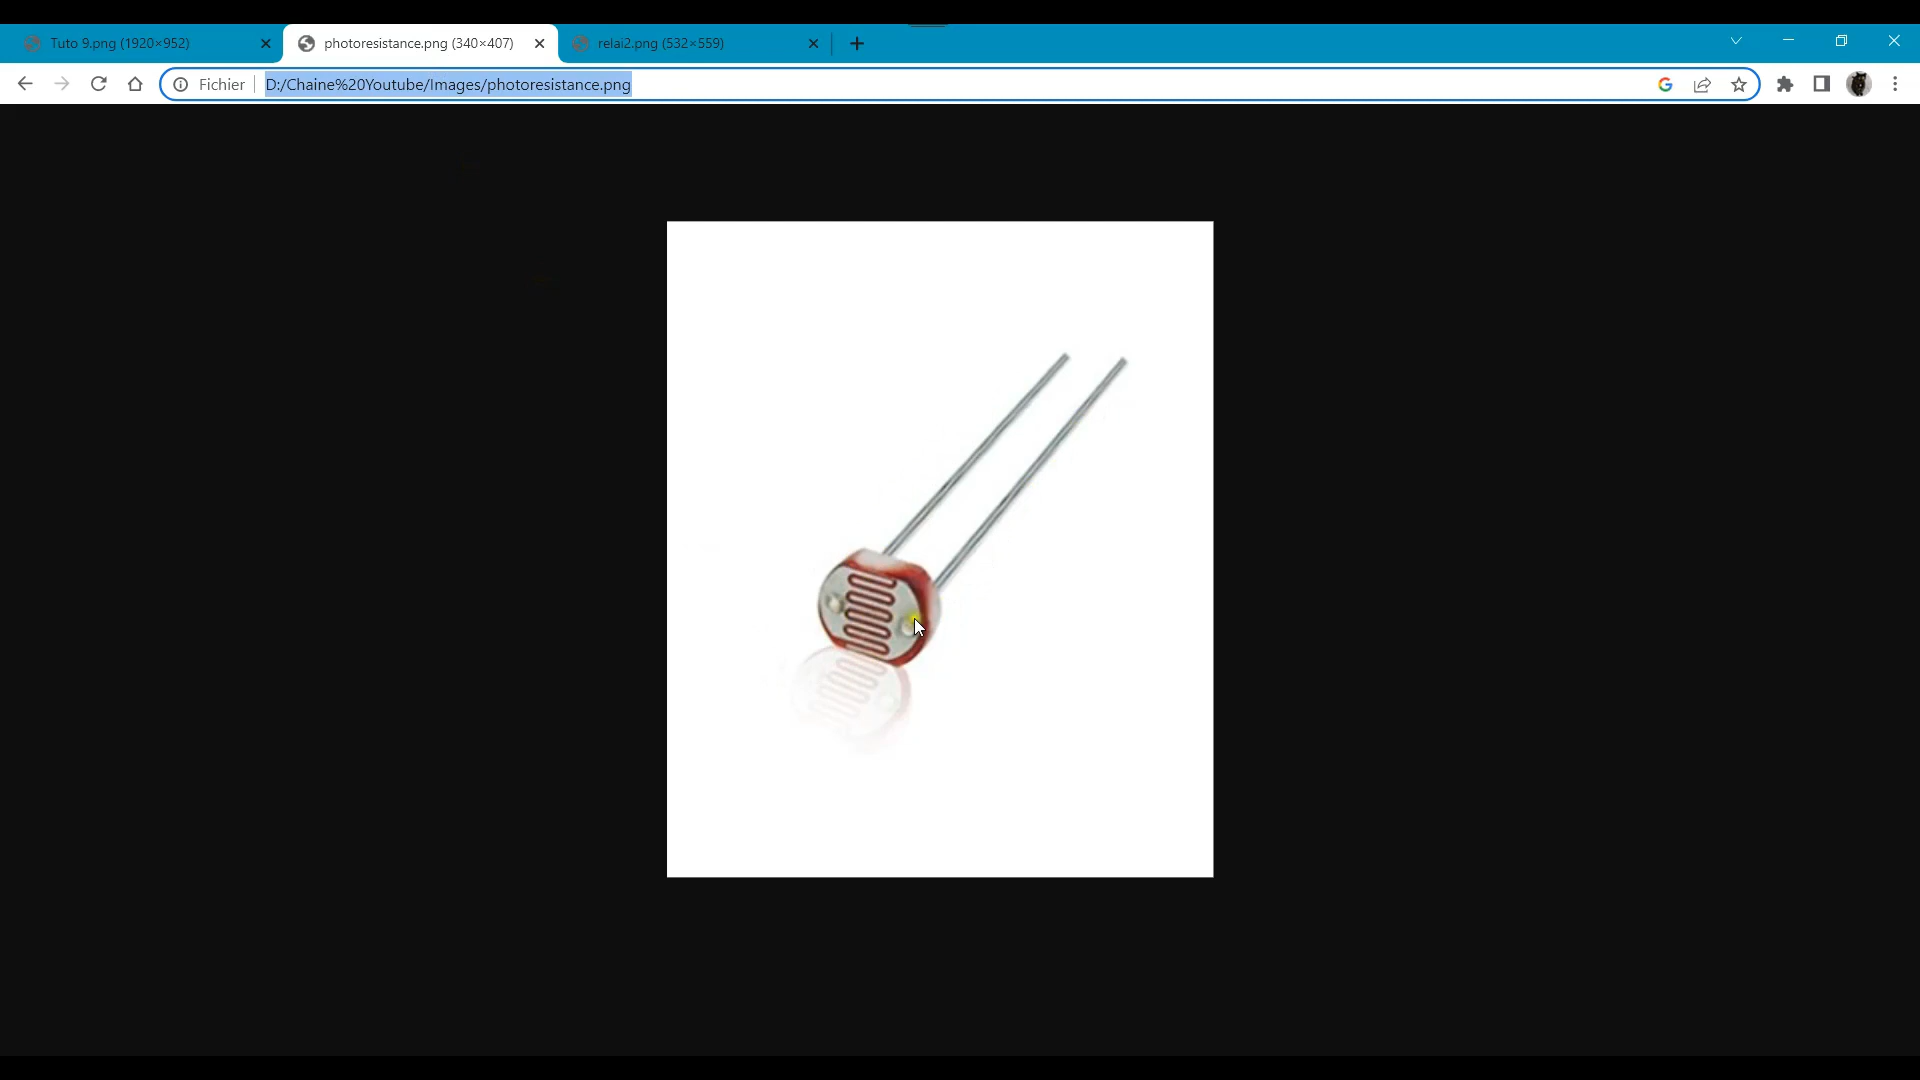 Tuto 9.png (1920×952)
photoresistance.png (340×407)
relai2.png (532×559)
Fichier
D:/Chaine%20Youtube/Images/photoresistance.png